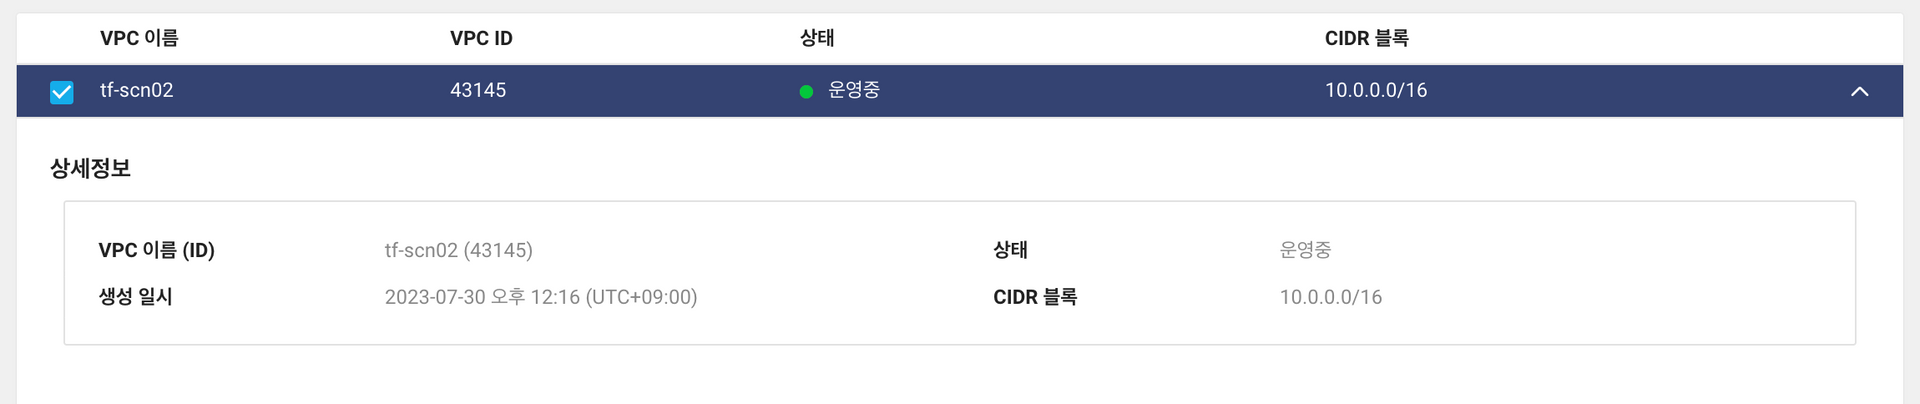 VPC 이름 VPC ID 상태 CIDR 블록
tf-scn02 43145 운영중 10.0.0.0/16
상세정보
VPC 이름 (ID) tf-scn02 (43145) 상태 운영중
생성 일시 2023-07-30 오후 12:16 (UTC+09:00) CIDR 블록 10.0.0.0/16